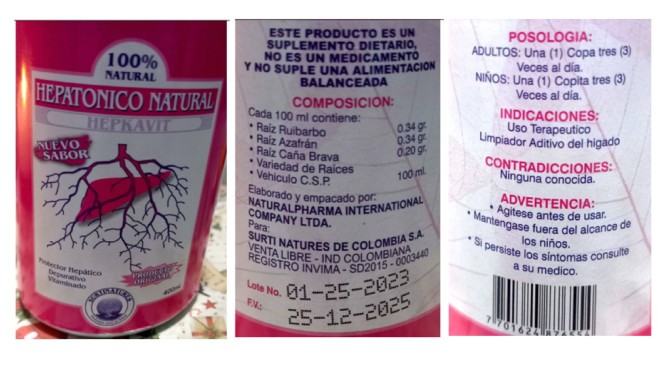 100%
NATURAL
HEPATONICO NATURAL
HEPKAVIT
NUEVO
SABOR
Protector Hepático
Depurativo
Vitaminado
PRODUCTO
ORIGINAL
400ml
ESTE PRODUCTO ES UN
SUPLEMENTO DIETARIO,
NO ES UN MEDICAMENTO
Y NO SUPLE UNA ALIMENTACION
BALANCEADA
COMPOSICIÓN:
Cada 100 ml contiene:
• Raíz Ruibarbo 0.34 gr.
• Raíz Azafrán 0.34 gr.
• Raíz Caña Brava 0.20 gr.
• Variedad de Raices
• Vehiculo C.S.P. 100 ml.
Elaborado y empacado por:
NATURALPHARMA INTERNATIONAL
COMPANY LTDA.
Para:
SURTI NATURES DE COLOMBIA S.A.
VENTA LIBRE - IND COLOMBIANA
REGISTRO INVIMA - SD2015 - 0003440
Lote No. 01-25-2023
F.V.: 25-12-2025
POSOLOGIA:
ADULTOS: Una (1) Copa tres (3)
Veces al día.
NIÑOS: Una (1) Copita tres (3)
Veces al día.
INDICACIONES:
Uso Terapeutico
Limpiador Aditivo del higado
CONTRADICCIONES:
Ninguna conocida.
ADVERTENCIA:
• Agitese antes de usar.
• Mantengase fuera del alcance de
los niños.
• Si persiste los síntomas consulte
a su medico.